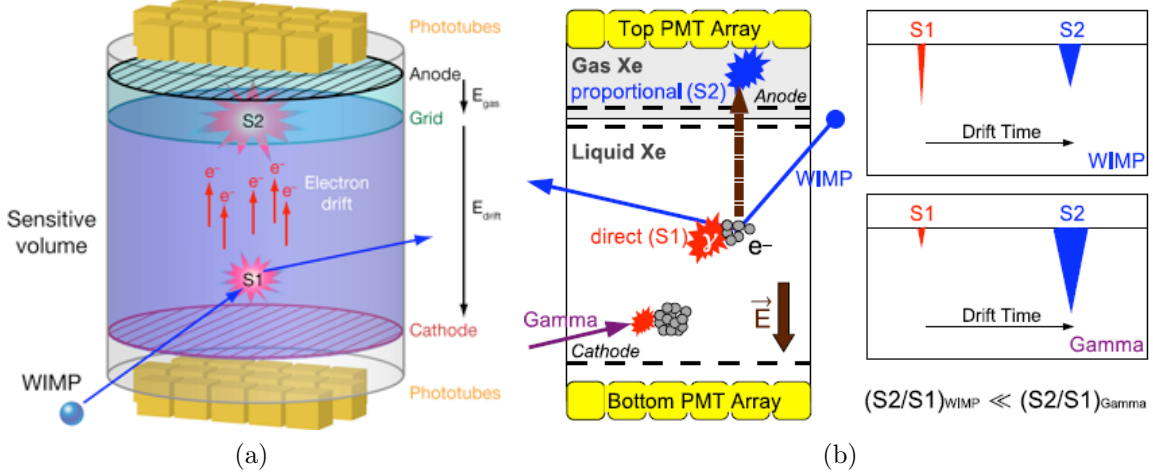 Phototubes
Anode
E_gas
Grid
S2
e⁻ e⁻ e⁻ e⁻ e⁻
Electron
drift
E_drift
Sensitive
volume
S1
Cathode
WIMP
Phototubes
(a)
Top PMT Array
Gas Xe
proportional (S2)
Anode
Liquid Xe
WIMP
direct (S1)
γ
e⁻
E
Gamma
Cathode
Bottom PMT Array
S1 S2
Drift Time
WIMP
S1 S2
Drift Time
Gamma
(S2/S1)WIMP ≪ (S2/S1)Gamma
(b)